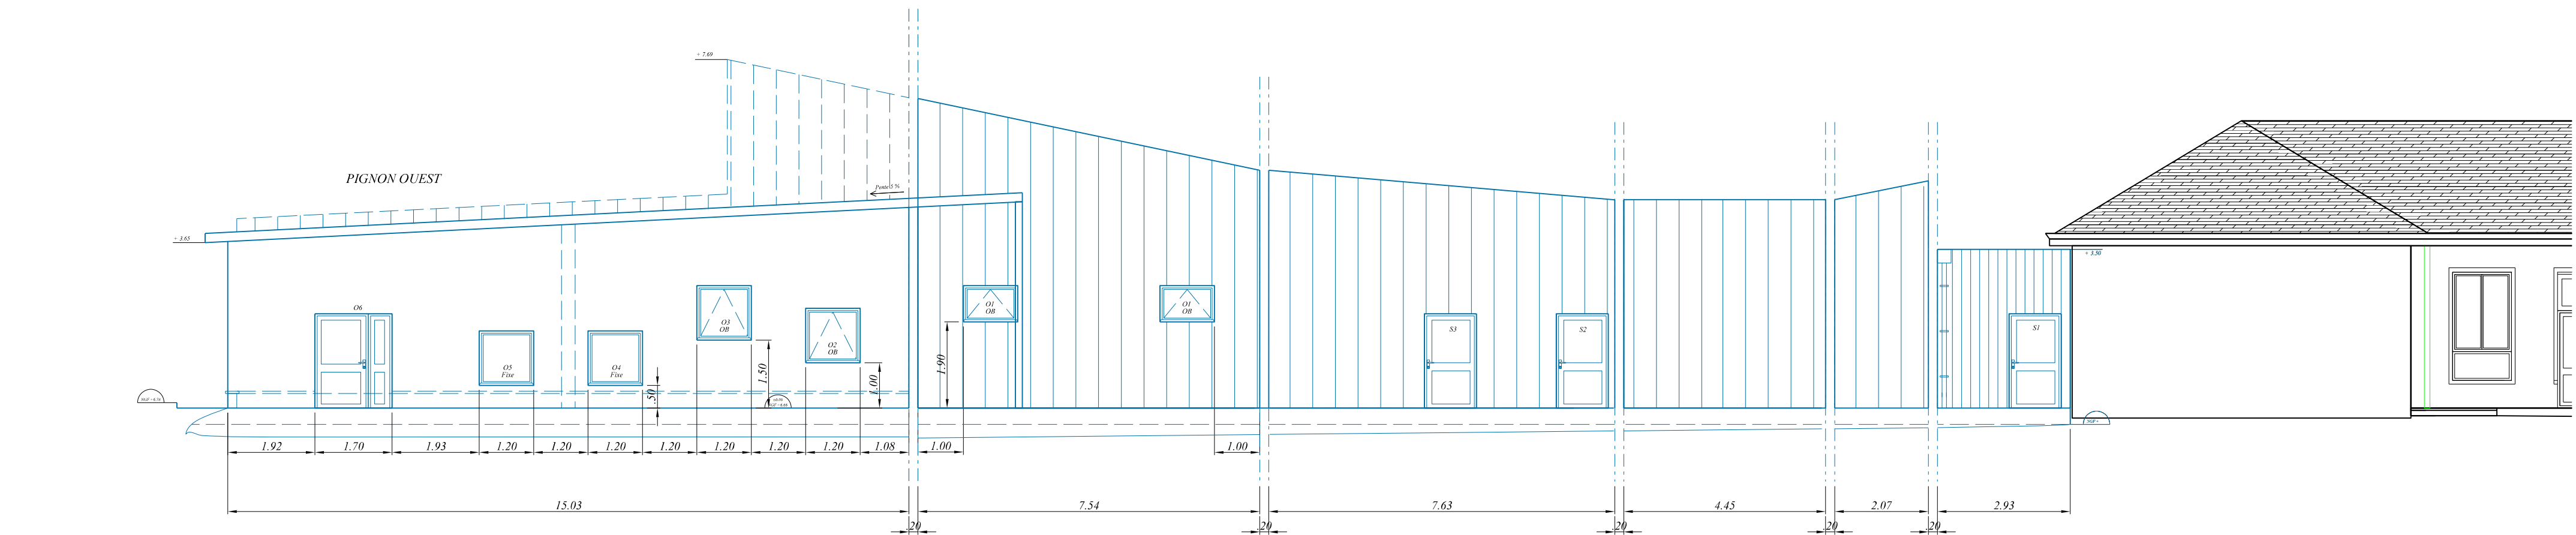 + 7.69
PIGNON OUEST
Pente 5 %
+ 3.65
+ 3.50
O6
O5
Fixe
O4
Fixe
O3
OB
O2
OB
O1
OB
O1
OB
S3
S2
S1
.50
1.50
1.00
1.90
1.92
1.70
1.93
1.20
1.20
1.20
1.20
1.20
1.20
1.20
1.08
1.00
1.00
15.03
7.54
7.63
4.45
2.07
2.93
.20
.20
.20
.20
.20